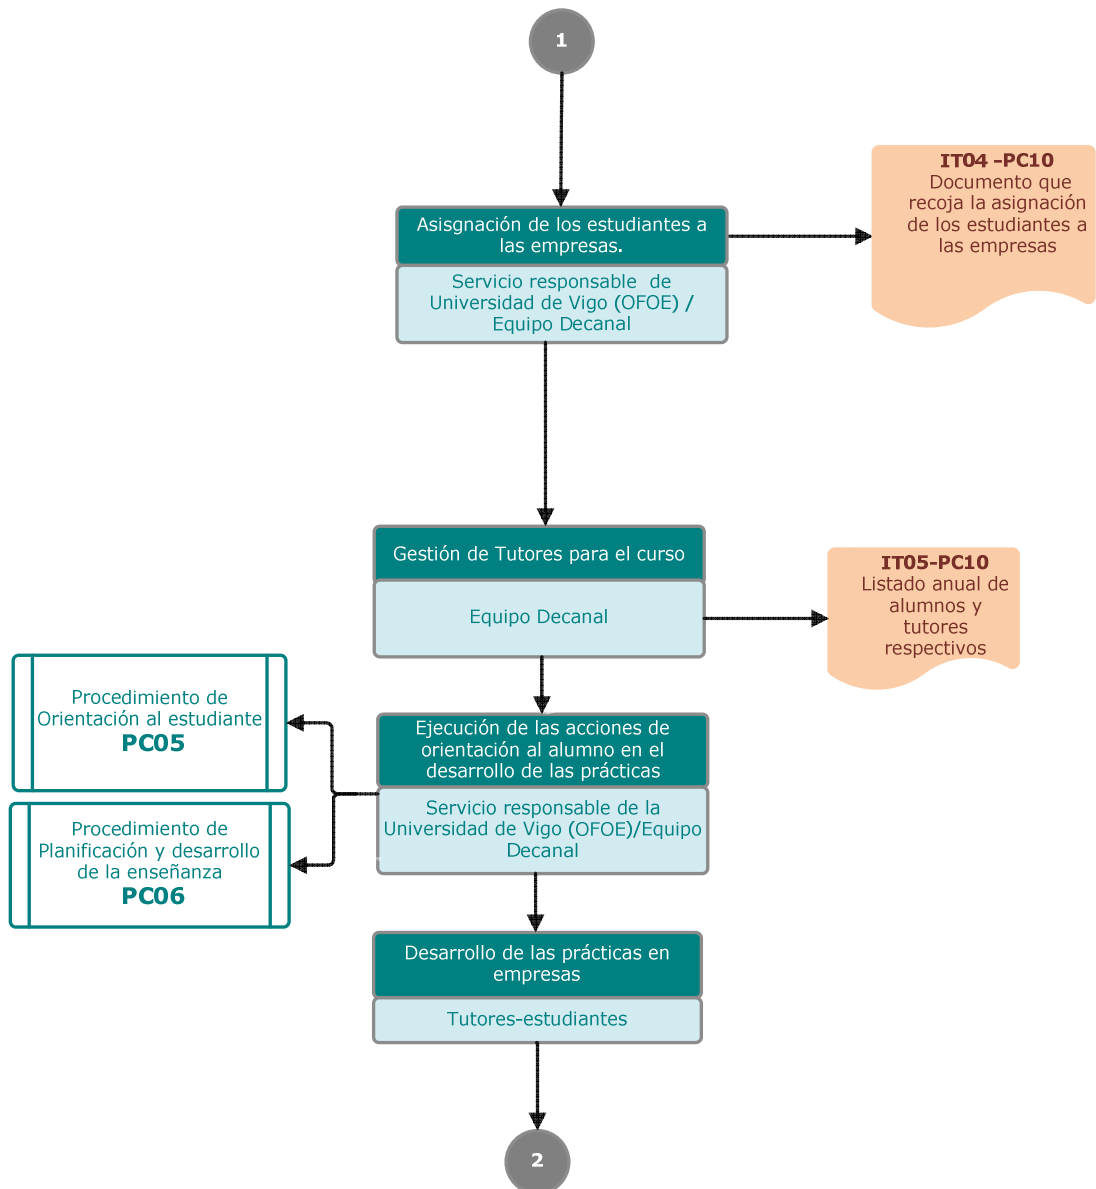 1
Asisgnación de los estudiantes a
las empresas.
Servicio responsable  de
Universidad de Vigo (OFOE) /
Equipo Decanal
IT04 –PC10
Documento que
recoja la asignación
de los estudiantes a
las empresas
Gestión de Tutores para el curso
Equipo Decanal
IT05-PC10
Listado anual de
alumnos y
tutores
respectivos
Procedimiento de
Orientación al estudiante
PC05
Ejecución de las acciones de
orientación al alumno en el
desarrollo de las prácticas
Servicio responsable de la
Universidad de Vigo (OFOE)/Equipo
Decanal
Procedimiento de
Planificación y desarrollo
de la enseñanza
PC06
Desarrollo de las prácticas en
empresas
Tutores-estudiantes
2